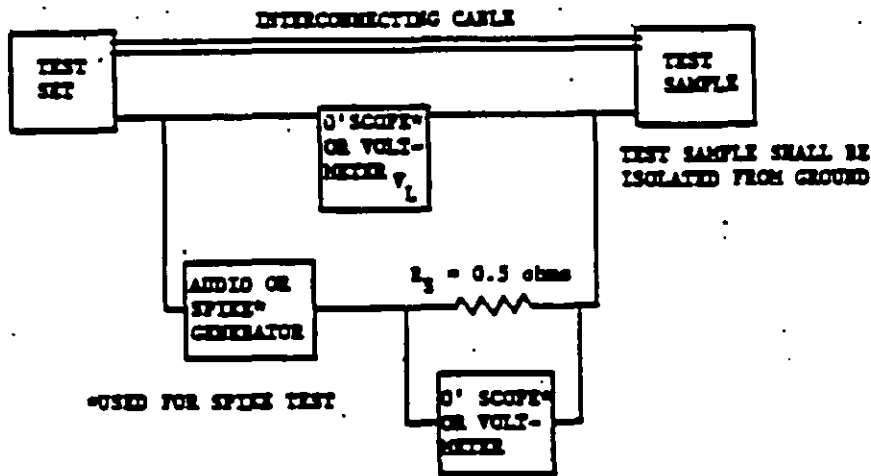 INTERCONNECTING CABLE
TEST
SET
TEST
SAMPLE
O'SCOPE*
OR VOLT-
METER
V_L
TEST SAMPLE SHALL BE
ISOLATED FROM GROUND
AUDIO OR
SPIKE*
GENERATOR
R_S = 0.5 ohms
*USED FOR SPIKE TEST
O' SCOPE*
OR VOLT-
METER